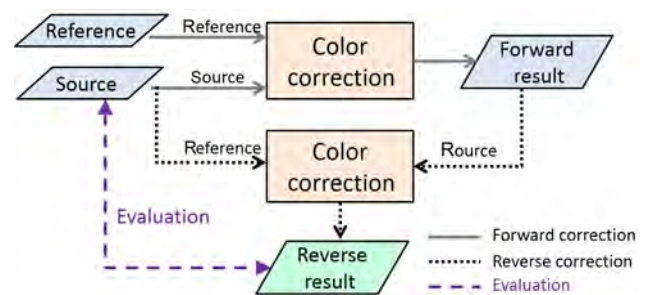 Reference
Reference
Color
correction
Forward
result
Source
Source
Reference
Color
correction
Rource
Evaluation
Reverse
result
Forward correction
Reverse correction
Evaluation